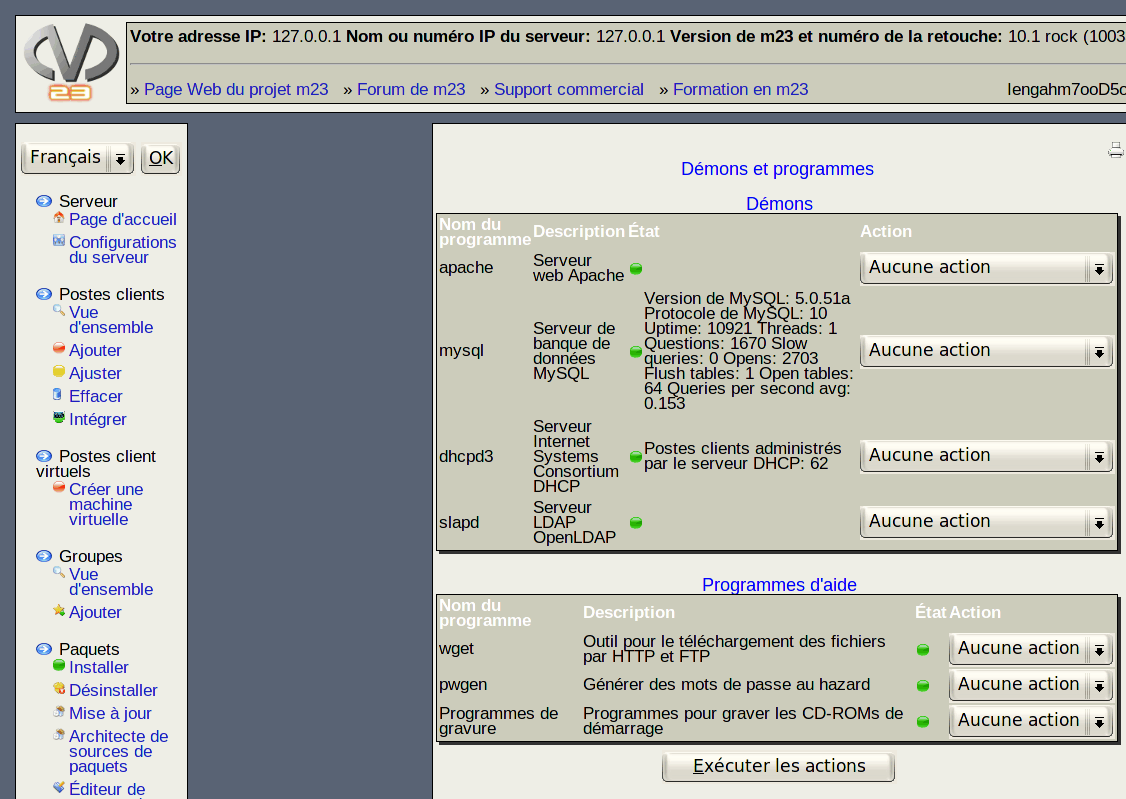 Votre adresse IP: 127.0.0.1 Nom ou numéro IP du serveur: 127.0.0.1 Version de m23 et numéro de la retouche: 10.1 rock (1003
23
» Page Web du projet m23 » Forum de m23 » Support commercial » Formation en m23
Français
OK
Serveur
Page d'accueil
Configurations
du serveur
Postes clients
Vue
d'ensemble
Ajouter
Ajuster
Effacer
Intégrer
Postes client
virtuels
Créer une
machine
virtuelle
Groupes
Vue
d'ensemble
Ajouter
Paquets
Installer
Désinstaller
Mise à jour
Architecte de
sources de
paquets
Éditeur de
Démons et programmes
Démons
Nom du
programme
Description
État
Action
apache
Serveur
web Apache
Aucune action
mysql
Serveur de
banque de
données
MySQL
Version de MySQL: 5.0.51a
Protocole de MySQL: 10
Uptime: 10921 Threads: 1
Questions: 1670 Slow
queries: 0 Opens: 2703
Flush tables: 1 Open tables:
64 Queries per second avg:
0.153
Aucune action
dhcpd3
Serveur
Internet
Systems
Consortium
DHCP
Postes clients administrés
par le serveur DHCP: 62
Aucune action
slapd
Serveur
LDAP
OpenLDAP
Aucune action
Programmes d'aide
Nom du
programme
Description
État
Action
wget
Outil pour le téléchargement des fichiers
par HTTP et FTP
Aucune action
pwgen
Générer des mots de passe au hazard
Aucune action
Programmes de
gravure
Programmes pour graver les CD-ROMs de
démarrage
Aucune action
Exécuter les actions